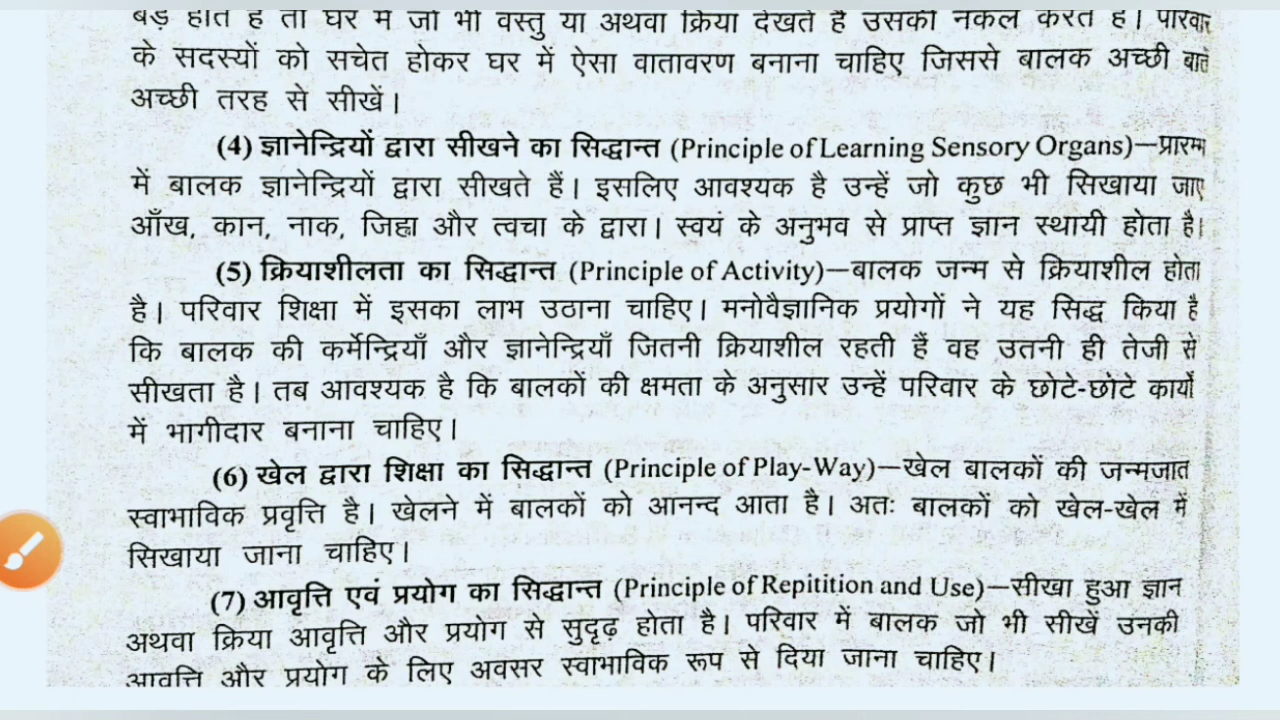 बड़े होते हैं तो घर में जो भी वस्तु या अथवा क्रिया देखते हैं उसकी नकल करते हैं। परिवार
के सदस्यों को सचेत होकर घर में ऐसा वातावरण बनाना चाहिए जिससे बालक अच्छी बातें
अच्छी तरह से सीखें।
(4) ज्ञानेन्द्रियों द्वारा सीखने का सिद्धान्त (Principle of Learning Sensory Organs)—प्रारम्भ
में बालक ज्ञानेन्द्रियों द्वारा सीखते हैं। इसलिए आवश्यक है उन्हें जो कुछ भी सिखाया जाए
आँख, कान, नाक, जिह्वा और त्वचा के द्वारा। स्वयं के अनुभव से प्राप्त ज्ञान स्थायी होता है।
(5) क्रियाशीलता का सिद्धान्त (Principle of Activity)—बालक जन्म से क्रियाशील होता
है। परिवार शिक्षा में इसका लाभ उठाना चाहिए। मनोवैज्ञानिक प्रयोगों ने यह सिद्ध किया है
कि बालक की कर्मेन्द्रियाँ और ज्ञानेन्द्रियाँ जितनी क्रियाशील रहती हैं वह उतनी ही तेजी से
सीखता है। तब आवश्यक है कि बालकों की क्षमता के अनुसार उन्हें परिवार के छोटे-छोटे कार्यों
में भागीदार बनाना चाहिए।
(6) खेल द्वारा शिक्षा का सिद्धान्त (Principle of Play-Way)—खेल बालकों की जन्मजात
स्वाभाविक प्रवृत्ति है। खेलने में बालकों को आनन्द आता है। अतः बालकों को खेल-खेल में
सिखाया जाना चाहिए।
(7) आवृत्ति एवं प्रयोग का सिद्धान्त (Principle of Repitition and Use)—सीखा हुआ ज्ञान
अथवा क्रिया आवृत्ति और प्रयोग से सुदृढ़ होता है। परिवार में बालक जो भी सीखें उनकी
आवृत्ति और प्रयोग के लिए अवसर स्वाभाविक रूप से दिया जाना चाहिए।